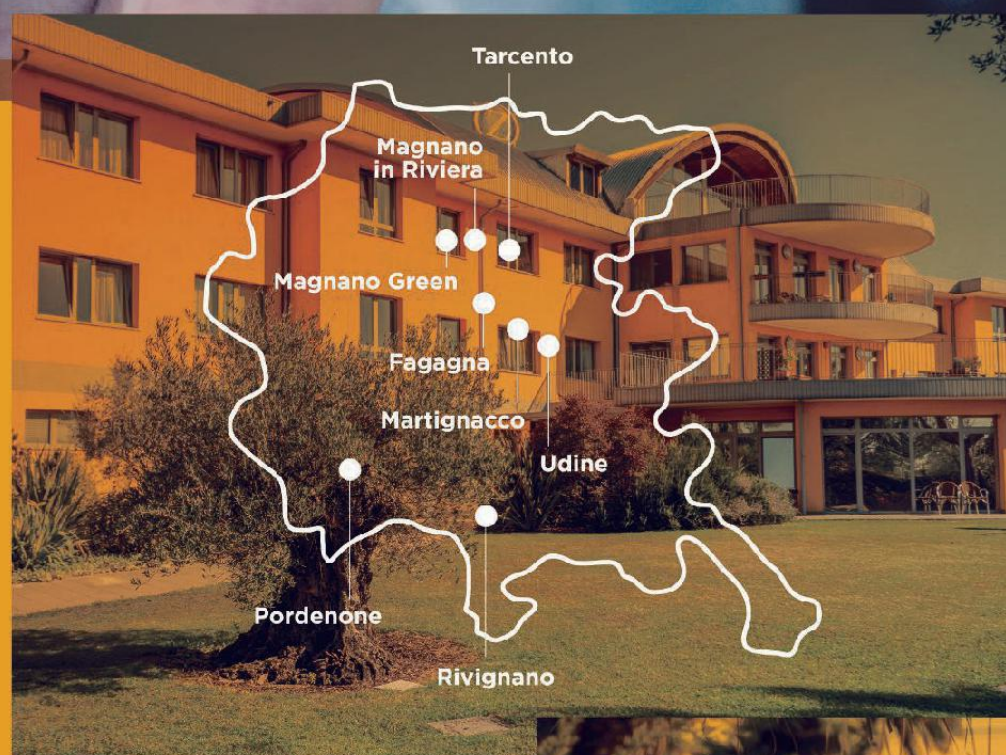 Tarcento
Magnano
in Riviera
Magnano Green
Fagagna
Martignacco
Udine
Pordenone
Rivignano